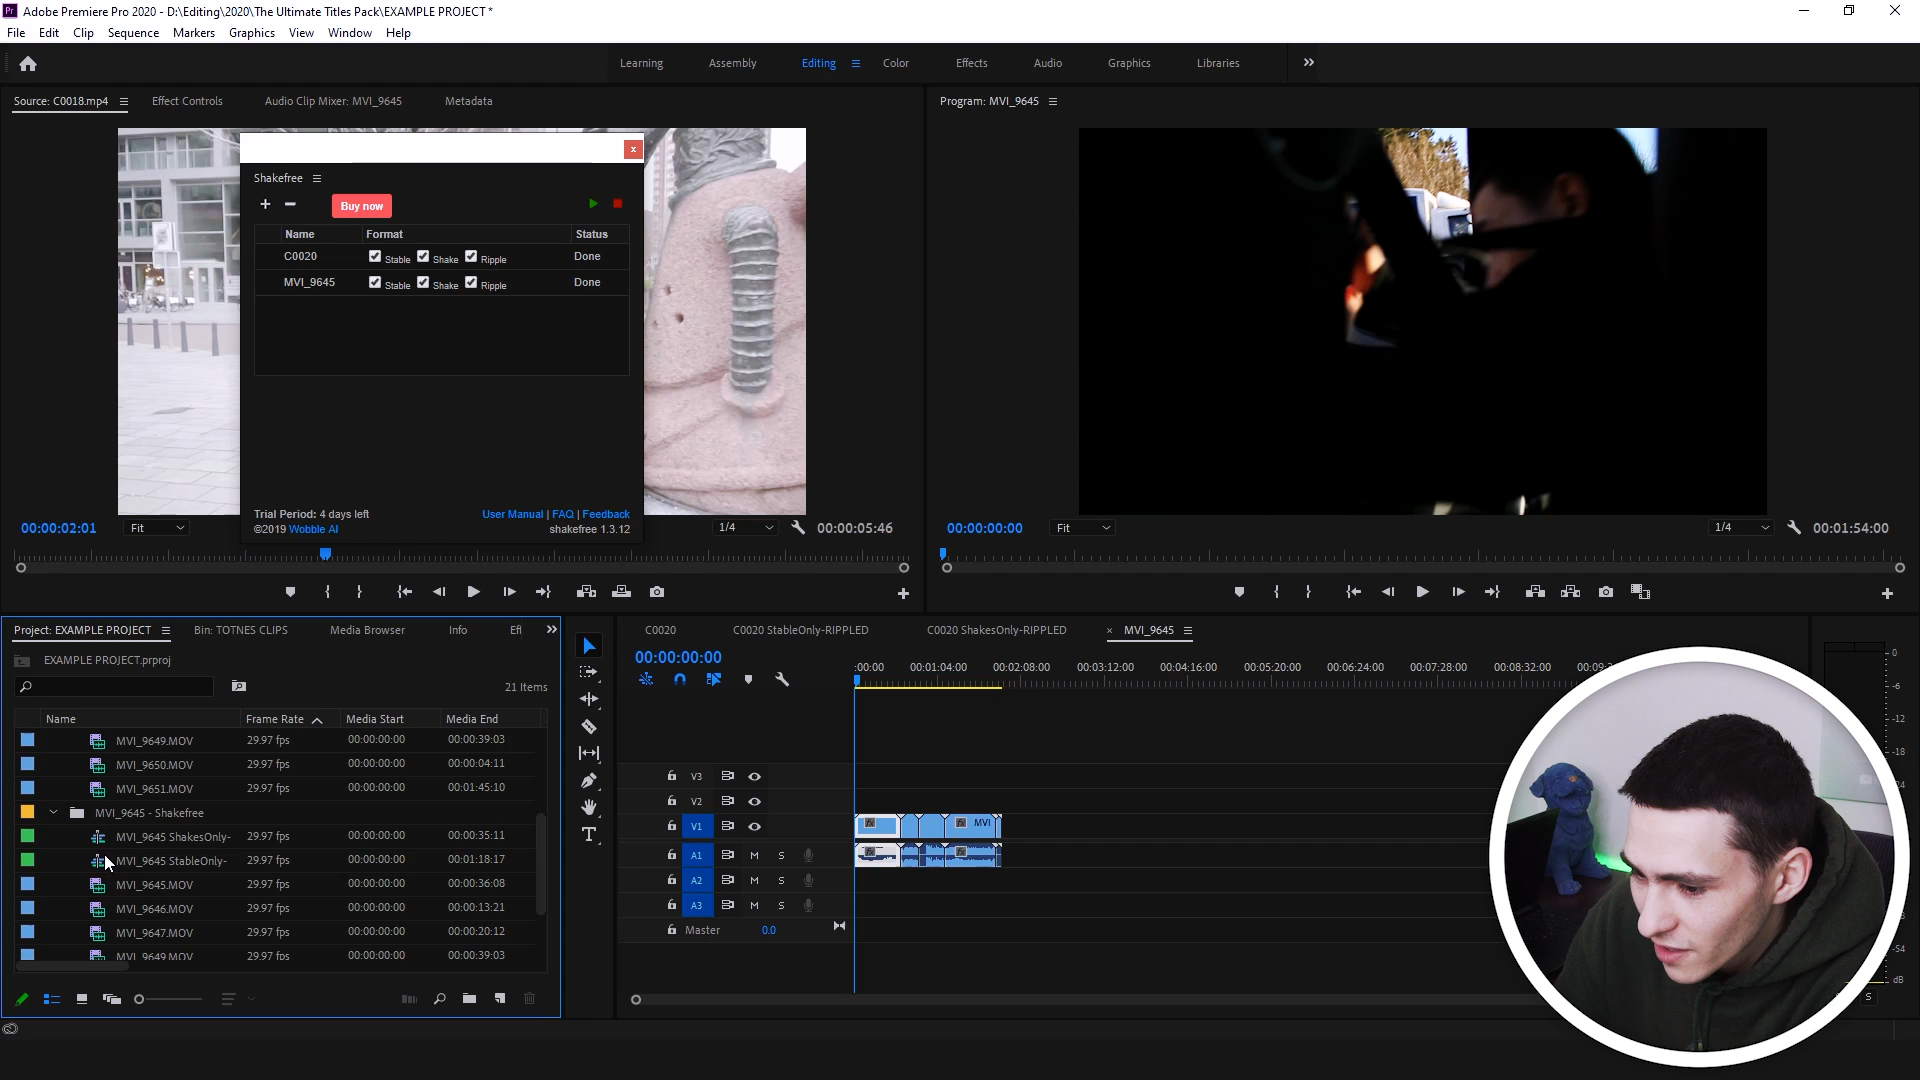 Pr Adobe Premiere Pro 2020 - D:\Editing\2020\The Ultimate Titles Pack\EXAMPLE PROJECT *
File Edit Clip Sequence Markers Graphics View Window Help
Learning Assembly Editing Color Effects Audio Graphics Libraries
Source: C0018.mp4 Effect Controls Audio Clip Mixer: MVI_9645 Metadata
Program: MVI_9645
Shakefree
Buy now
Name Format Status
C0020 Stable Shake Ripple Done
MVI_9645 Stable Shake Ripple Done
Trial Period: 4 days left User Manual | FAQ | Feedback
©2019 Wobble AI shakefree 1.3.12
00:00:02:01 Fit 1/4 00:00:05:46
00:00:00:00 Fit 1/4 00:01:54:00
Project: EXAMPLE PROJECT Bin: TOTNES CLIPS Media Browser Info Eff
EXAMPLE PROJECT.prproj
21 Items
Name Frame Rate Media Start Media End
MVI_9649.MOV 29.97 fps 00:00:00:00 00:00:39:03
MVI_9650.MOV 29.97 fps 00:00:00:00 00:00:04:11
MVI_9651.MOV 29.97 fps 00:00:00:00 00:01:45:10
MVI_9645 - Shakefree
MVI_9645 ShakesOnly- 29.97 fps 00:00:00:00 00:00:35:11
MVI_9645 StableOnly- 29.97 fps 00:00:00:00 00:01:18:17
MVI_9645.MOV 29.97 fps 00:00:00:00 00:00:36:08
MVI_9646.MOV 29.97 fps 00:00:00:00 00:00:13:21
MVI_9647.MOV 29.97 fps 00:00:00:00 00:00:20:12
MVI_9649.MOV 29.97 fps 00:00:00:00 00:00:39:03
C0020 C0020 StableOnly-RIPPLED C0020 ShakesOnly-RIPPLED × MVI_9645
00:00:00:00
:00:00 00:01:04:00 00:02:08:00 00:03:12:00 00:04:16:00 00:05:20:00 00:06:24:00 00:07:28:00 00:08:32:00
V3
V2
V1 fx fx MVI
A1 M S fx fx
A2 M S
A3 M S
Master 0.0
0
-6
-12
-18
-54
dB
S